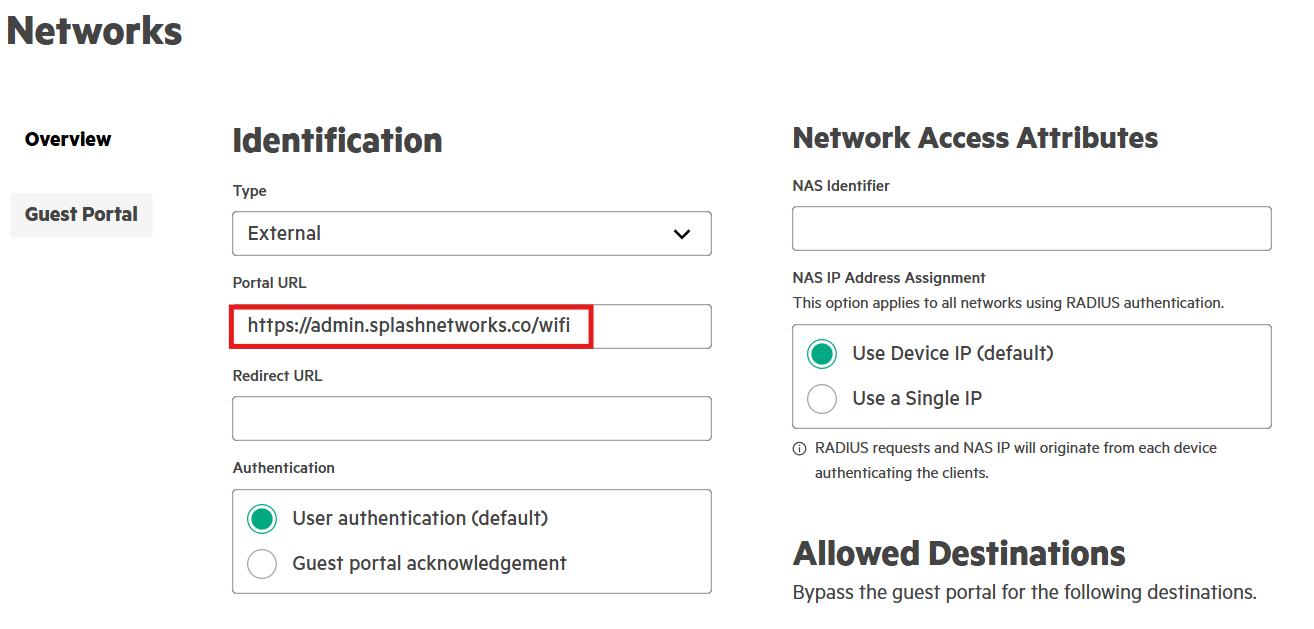 Networks
Overview
Guest Portal
Identification
Type
External
Portal URL
https://admin.splashnetworks.co/wifi
Redirect URL
Authentication
User authentication (default)
Guest portal acknowledgement
Network Access Attributes
NAS Identifier
NAS IP Address Assignment
This option applies to all networks using RADIUS authentication.
Use Device IP (default)
Use a Single IP
RADIUS requests and NAS IP will originate from each device
authenticating the clients.
Allowed Destinations
Bypass the guest portal for the following destinations.